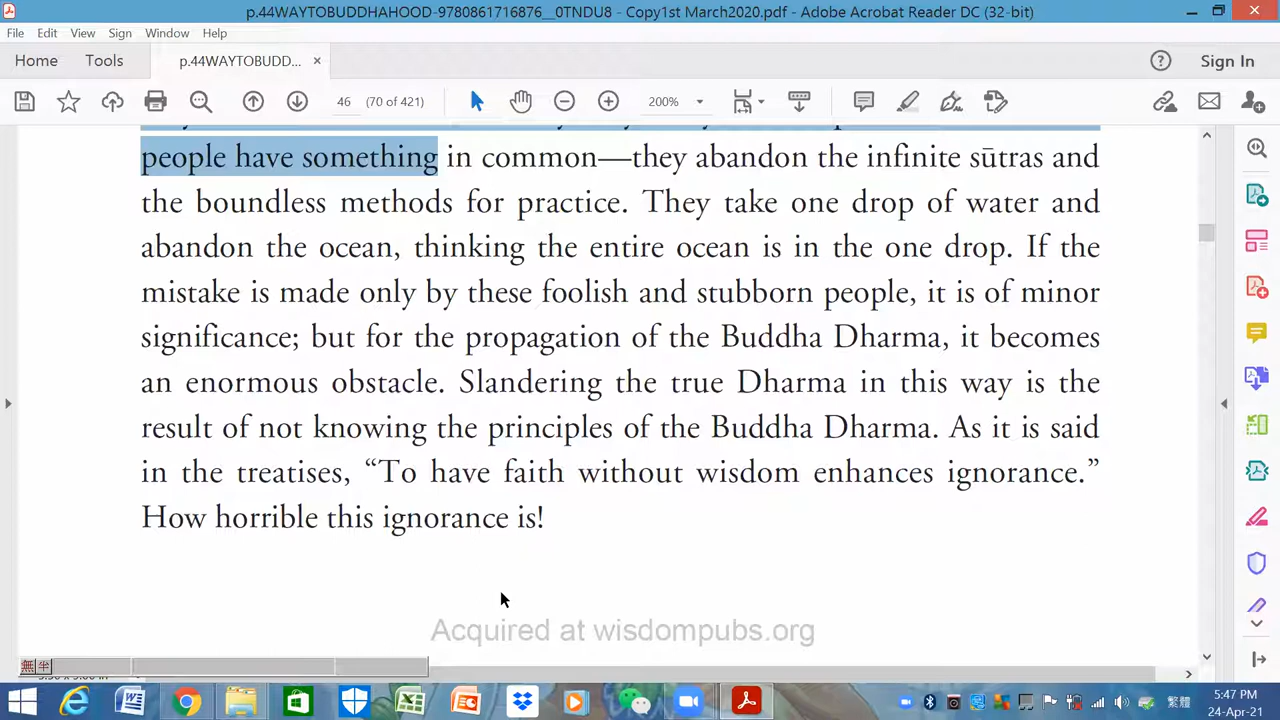 p.44WAYTOBUDDHAHOOD-9780861716876__0TNDU8 - Copy1st March2020.pdf - Adobe Acrobat Reader DC (32-bit)
File Edit View Sign Window Help
Home Tools p.44WAYTOBUDD... × Sign In
46 (70 of 421) 200%
people have something in common—they abandon the infinite sūtras and
the boundless methods for practice. They take one drop of water and
abandon the ocean, thinking the entire ocean is in the one drop. If the
mistake is made only by these foolish and stubborn people, it is of minor
significance; but for the propagation of the Buddha Dharma, it becomes
an enormous obstacle. Slandering the true Dharma in this way is the
result of not knowing the principles of the Buddha Dharma. As it is said
in the treatises, “To have faith without wisdom enhances ignorance.”
How horrible this ignorance is!
Acquired at wisdompubs.org
無 半
繁體
5:47 PM
24-Apr-21